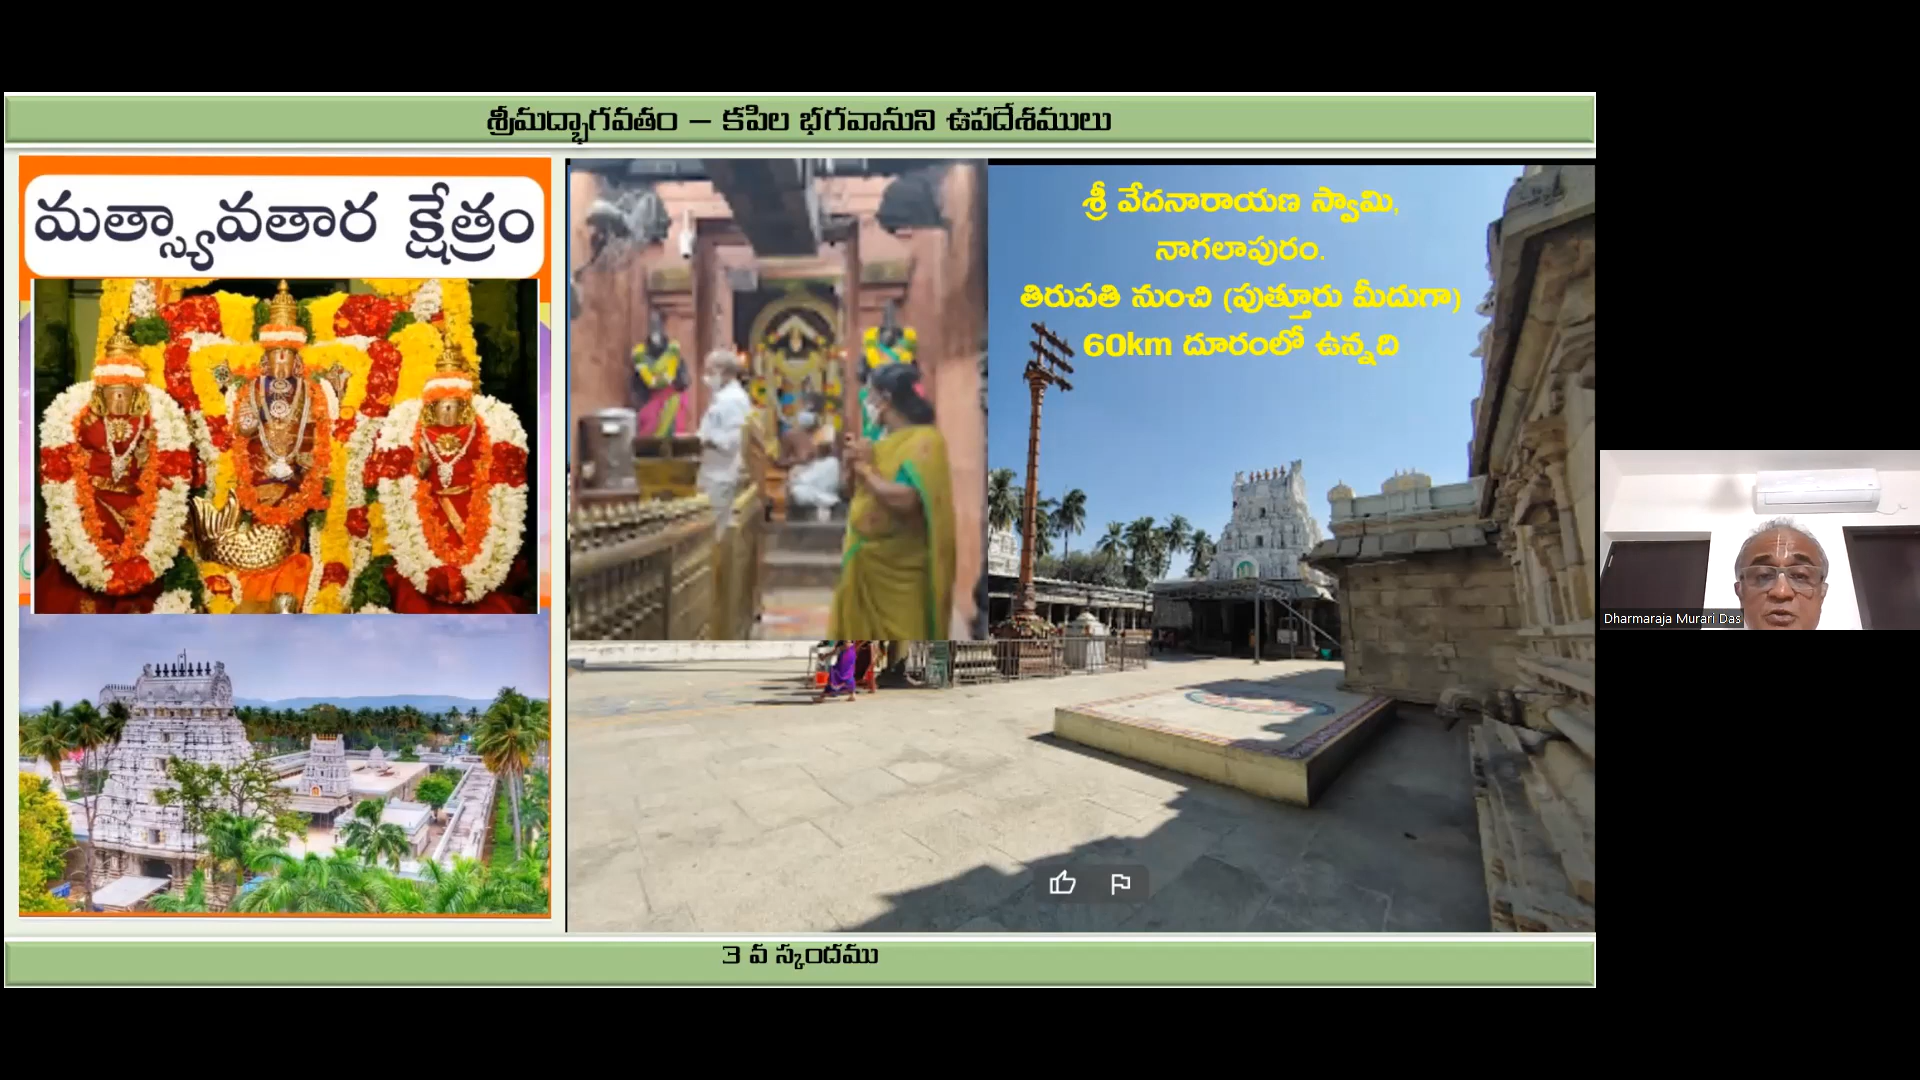 శ్రీమద్భాగవతం – కపిల భగవానుని ఉపదేశములు
మత్స్యావతార క్షేత్రం
శ్రీ వేదనారాయణ స్వామి,
నాగలాపురం.
తిరుపతి నుంచి (పుత్తూరు మీదుగా)
60km దూరంలో ఉన్నది
Dharmaraja Murari Das
3 వ స్కందము